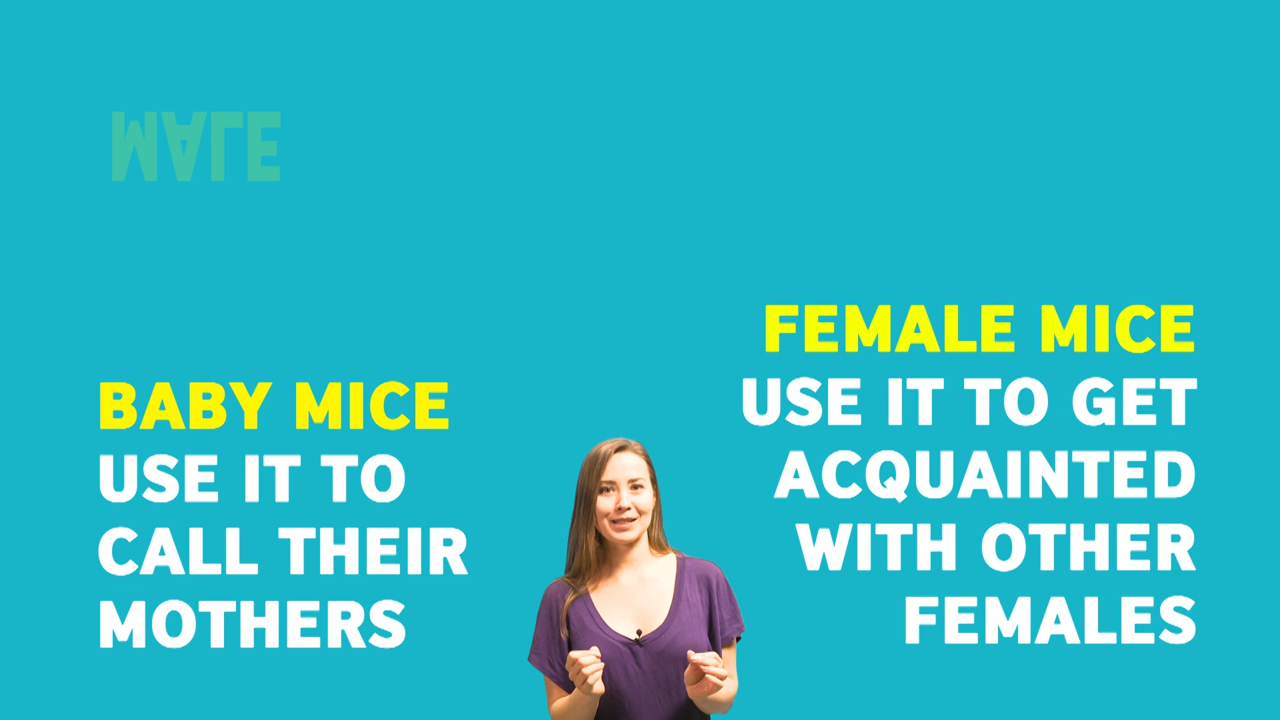 MALE
BABY MICE
USE IT TO
CALL THEIR
MOTHERS
FEMALE MICE
USE IT TO GET
ACQUAINTED
WITH OTHER
FEMALES